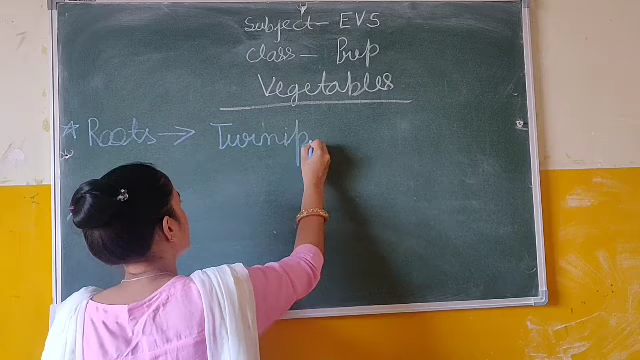 Subject - EVS
Class - Prep
Vegetables
* Roots → Turnip